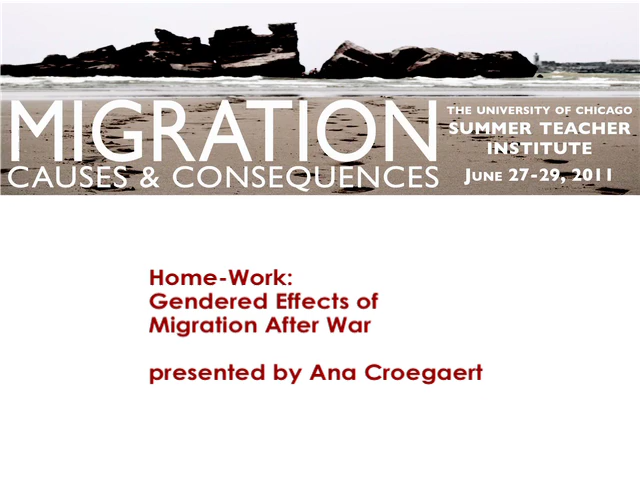 MIGRATION
CAUSES & CONSEQUENCES
THE UNIVERSITY OF CHICAGO
SUMMER TEACHER
INSTITUTE
JUNE 27-29, 2011
Home-Work:
Gendered Effects of
Migration After War
presented by Ana Croegaert